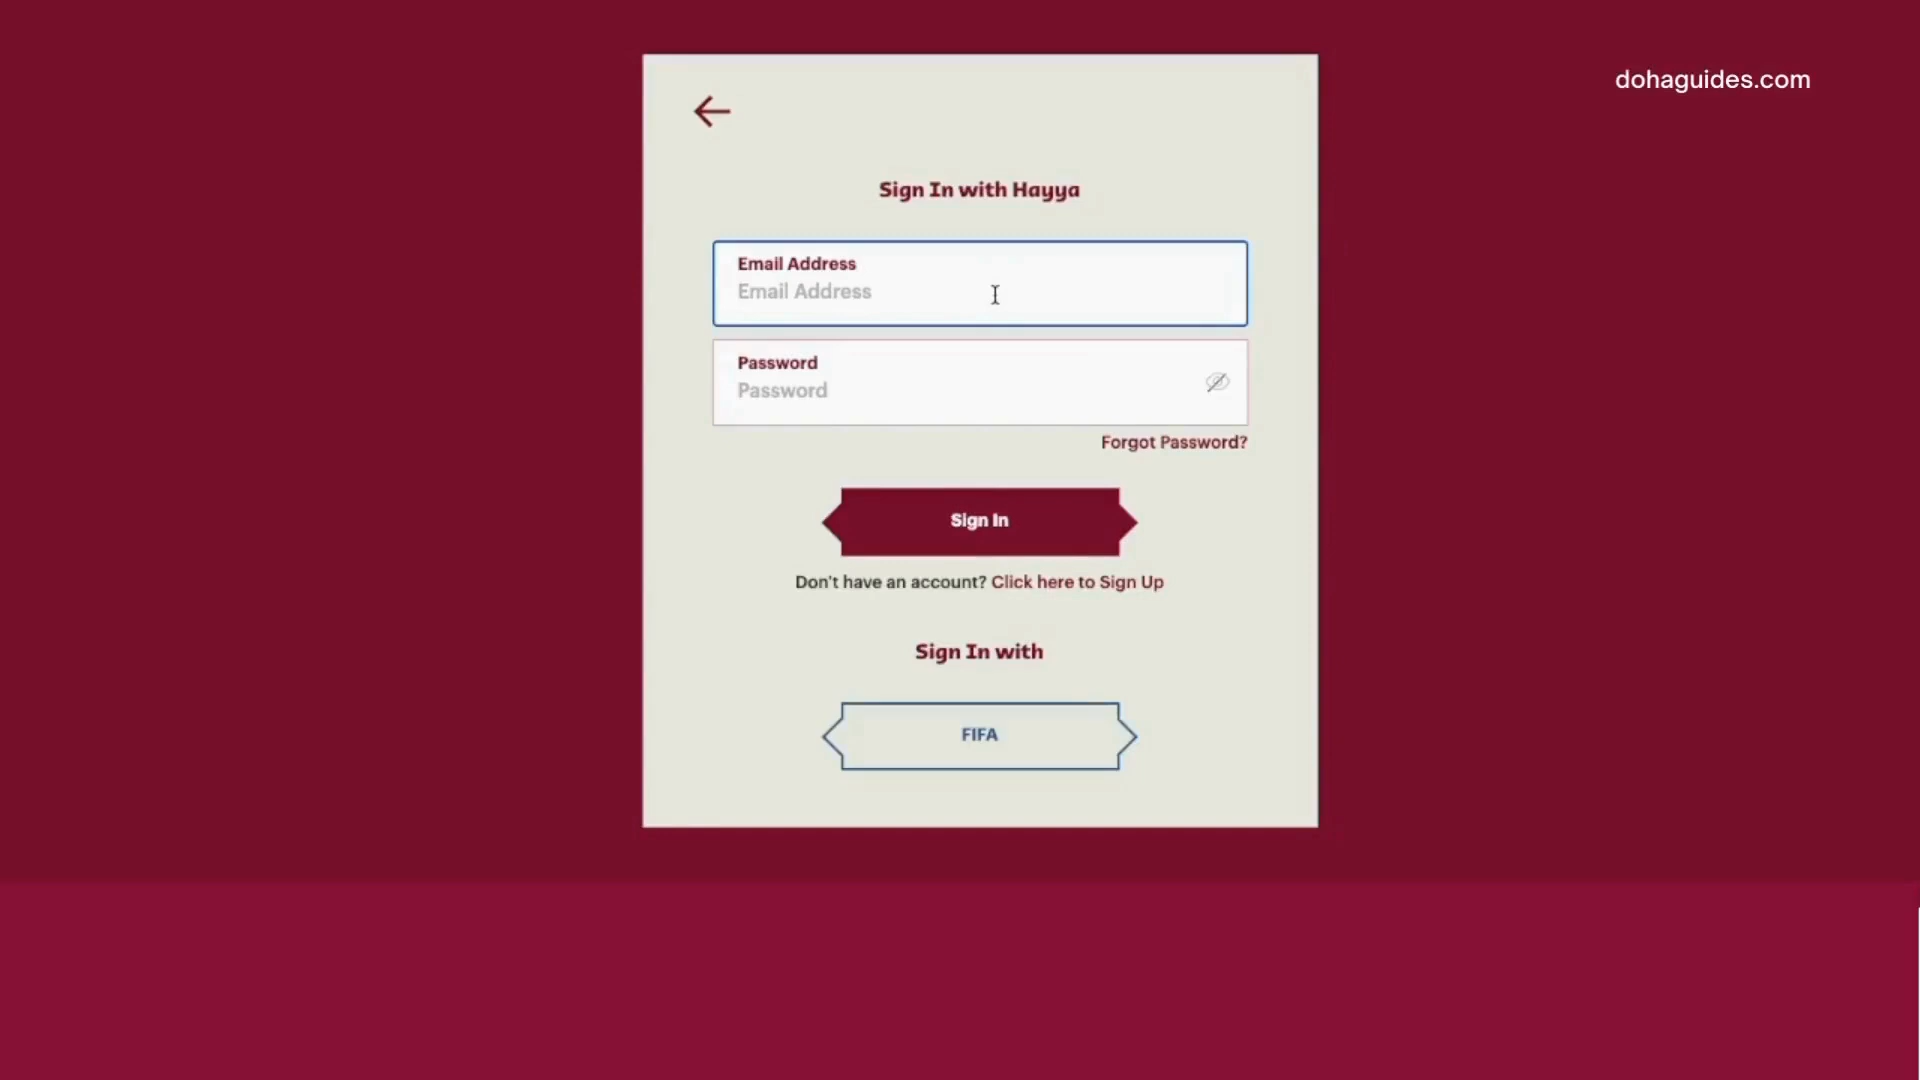 dohaguides.com
Sign In with Hayya
Email Address
Email Address
Password
Password
Forgot Password?
Sign In
Don't have an account? Click here to Sign Up
Sign In with
FIFA